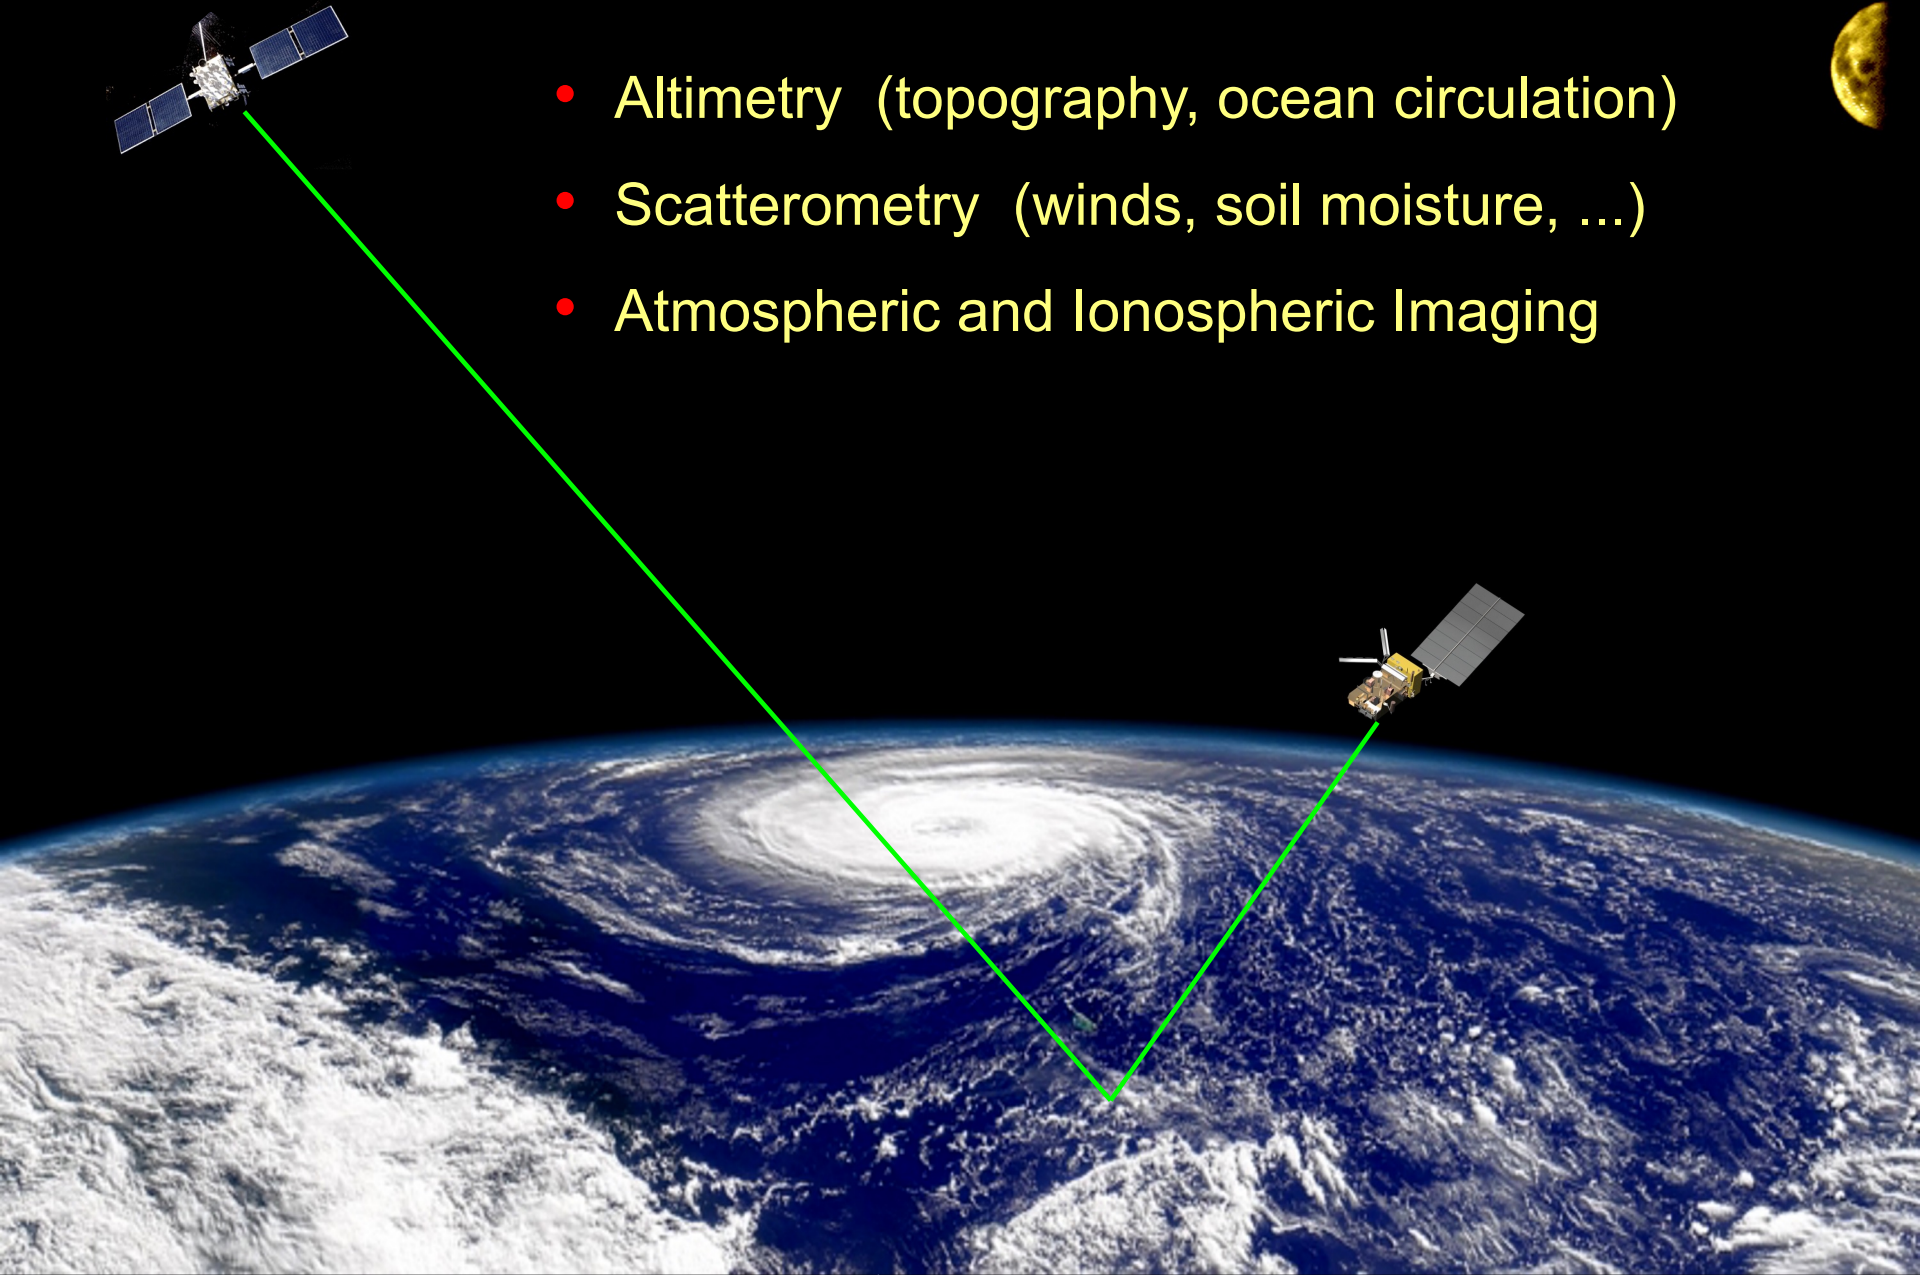 • Altimetry (topography, ocean circulation)
• Scatterometry (winds, soil moisture, ...)
• Atmospheric and Ionospheric Imaging